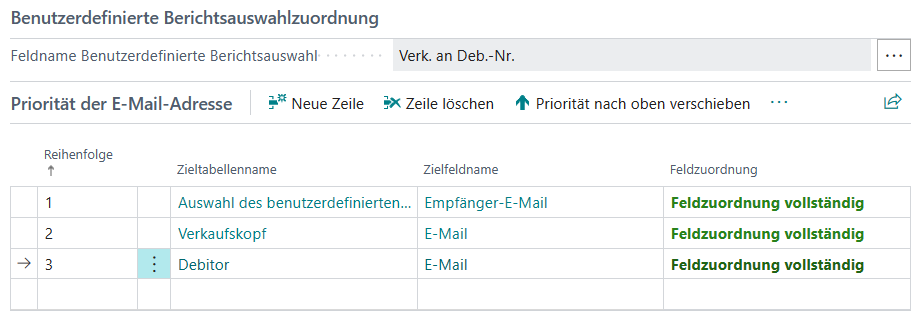 Benutzerdefinierte Berichtsauswahlzuordnung
Feldname Benutzerdefinierte Berichtsauswahl Verk. an Deb.-Nr.
Priorität der E-Mail-Adresse Neue Zeile Zeile löschen Priorität nach oben verschieben
Reihenfolge
Zieltabellenname Zielfeldname Feldzuordnung
1 Auswahl des benutzerdefinierten... Empfänger-E-Mail Feldzuordnung vollständig
2 Verkaufskopf E-Mail Feldzuordnung vollständig
3 Debitor E-Mail Feldzuordnung vollständig